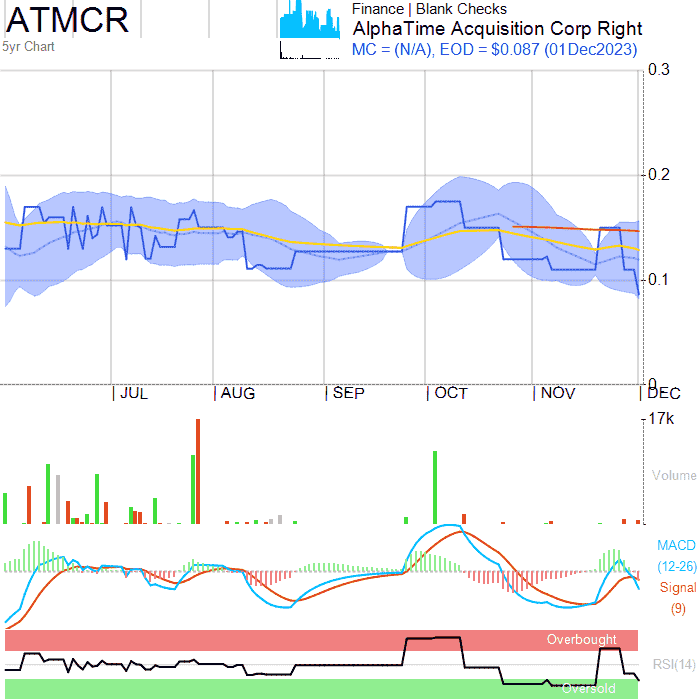 ATMCR
5yr Chart
Finance | Blank Checks
AlphaTime Acquisition Corp Right
MC = (N/A), EOD = $0.087 (01Dec2023)
0.3
0.2
0.1
0
JUL
AUG
SEP
OCT
NOV
DEC
17k
Volume
MACD
(12-26)
Signal
(9)
Overbought
RSI(14)
Oversold